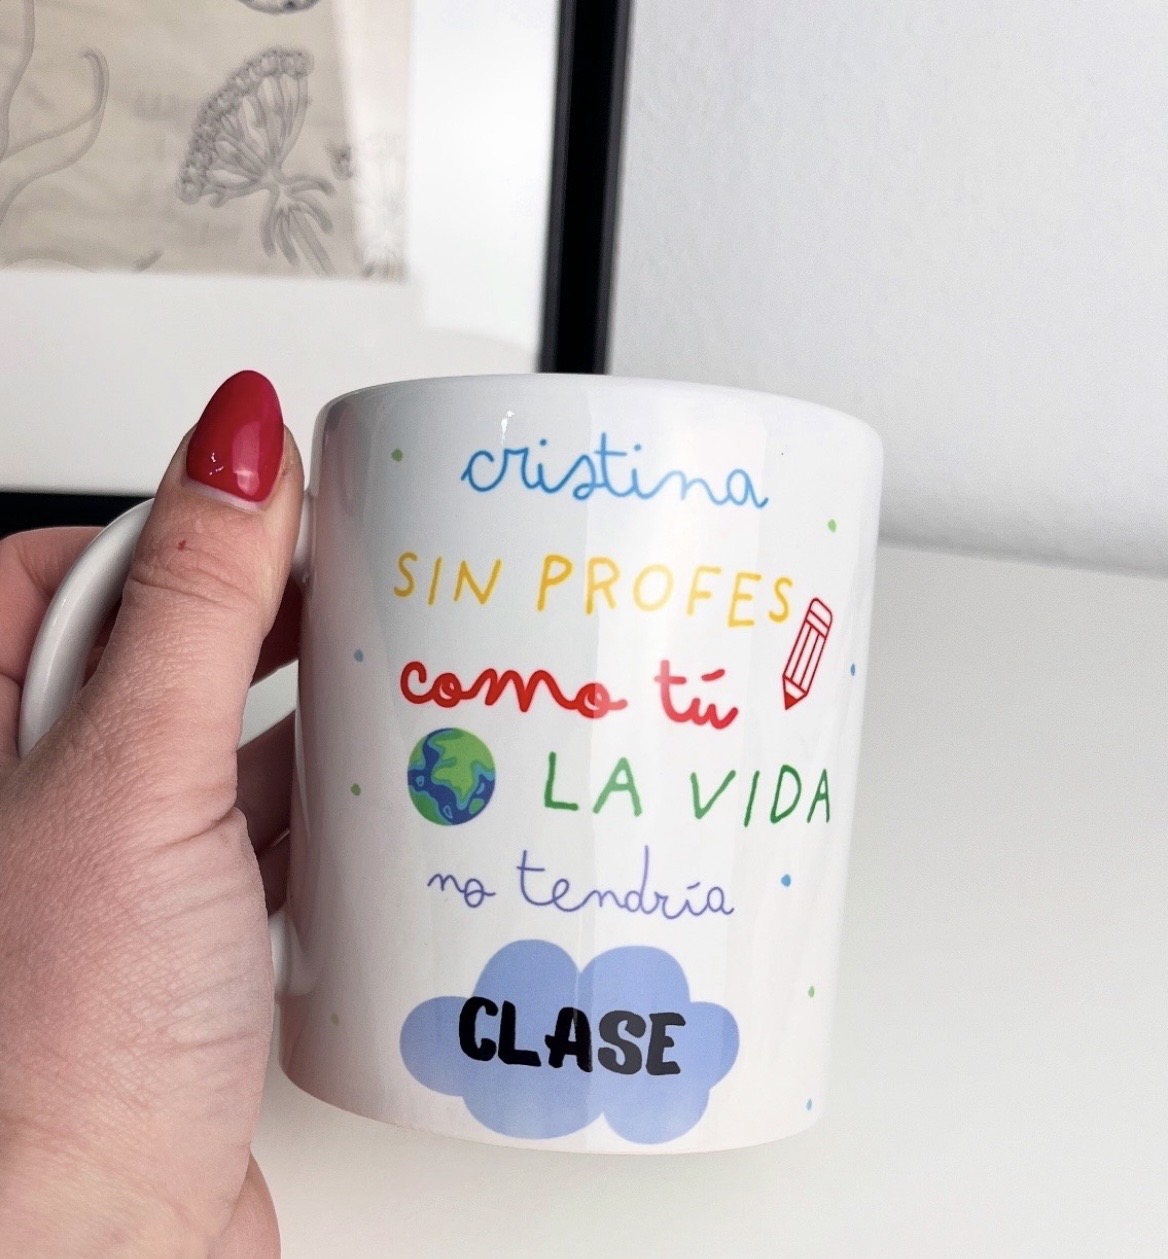 cristina
SIN PROFES
como tú
LA VIDA
no tendría
CLASE